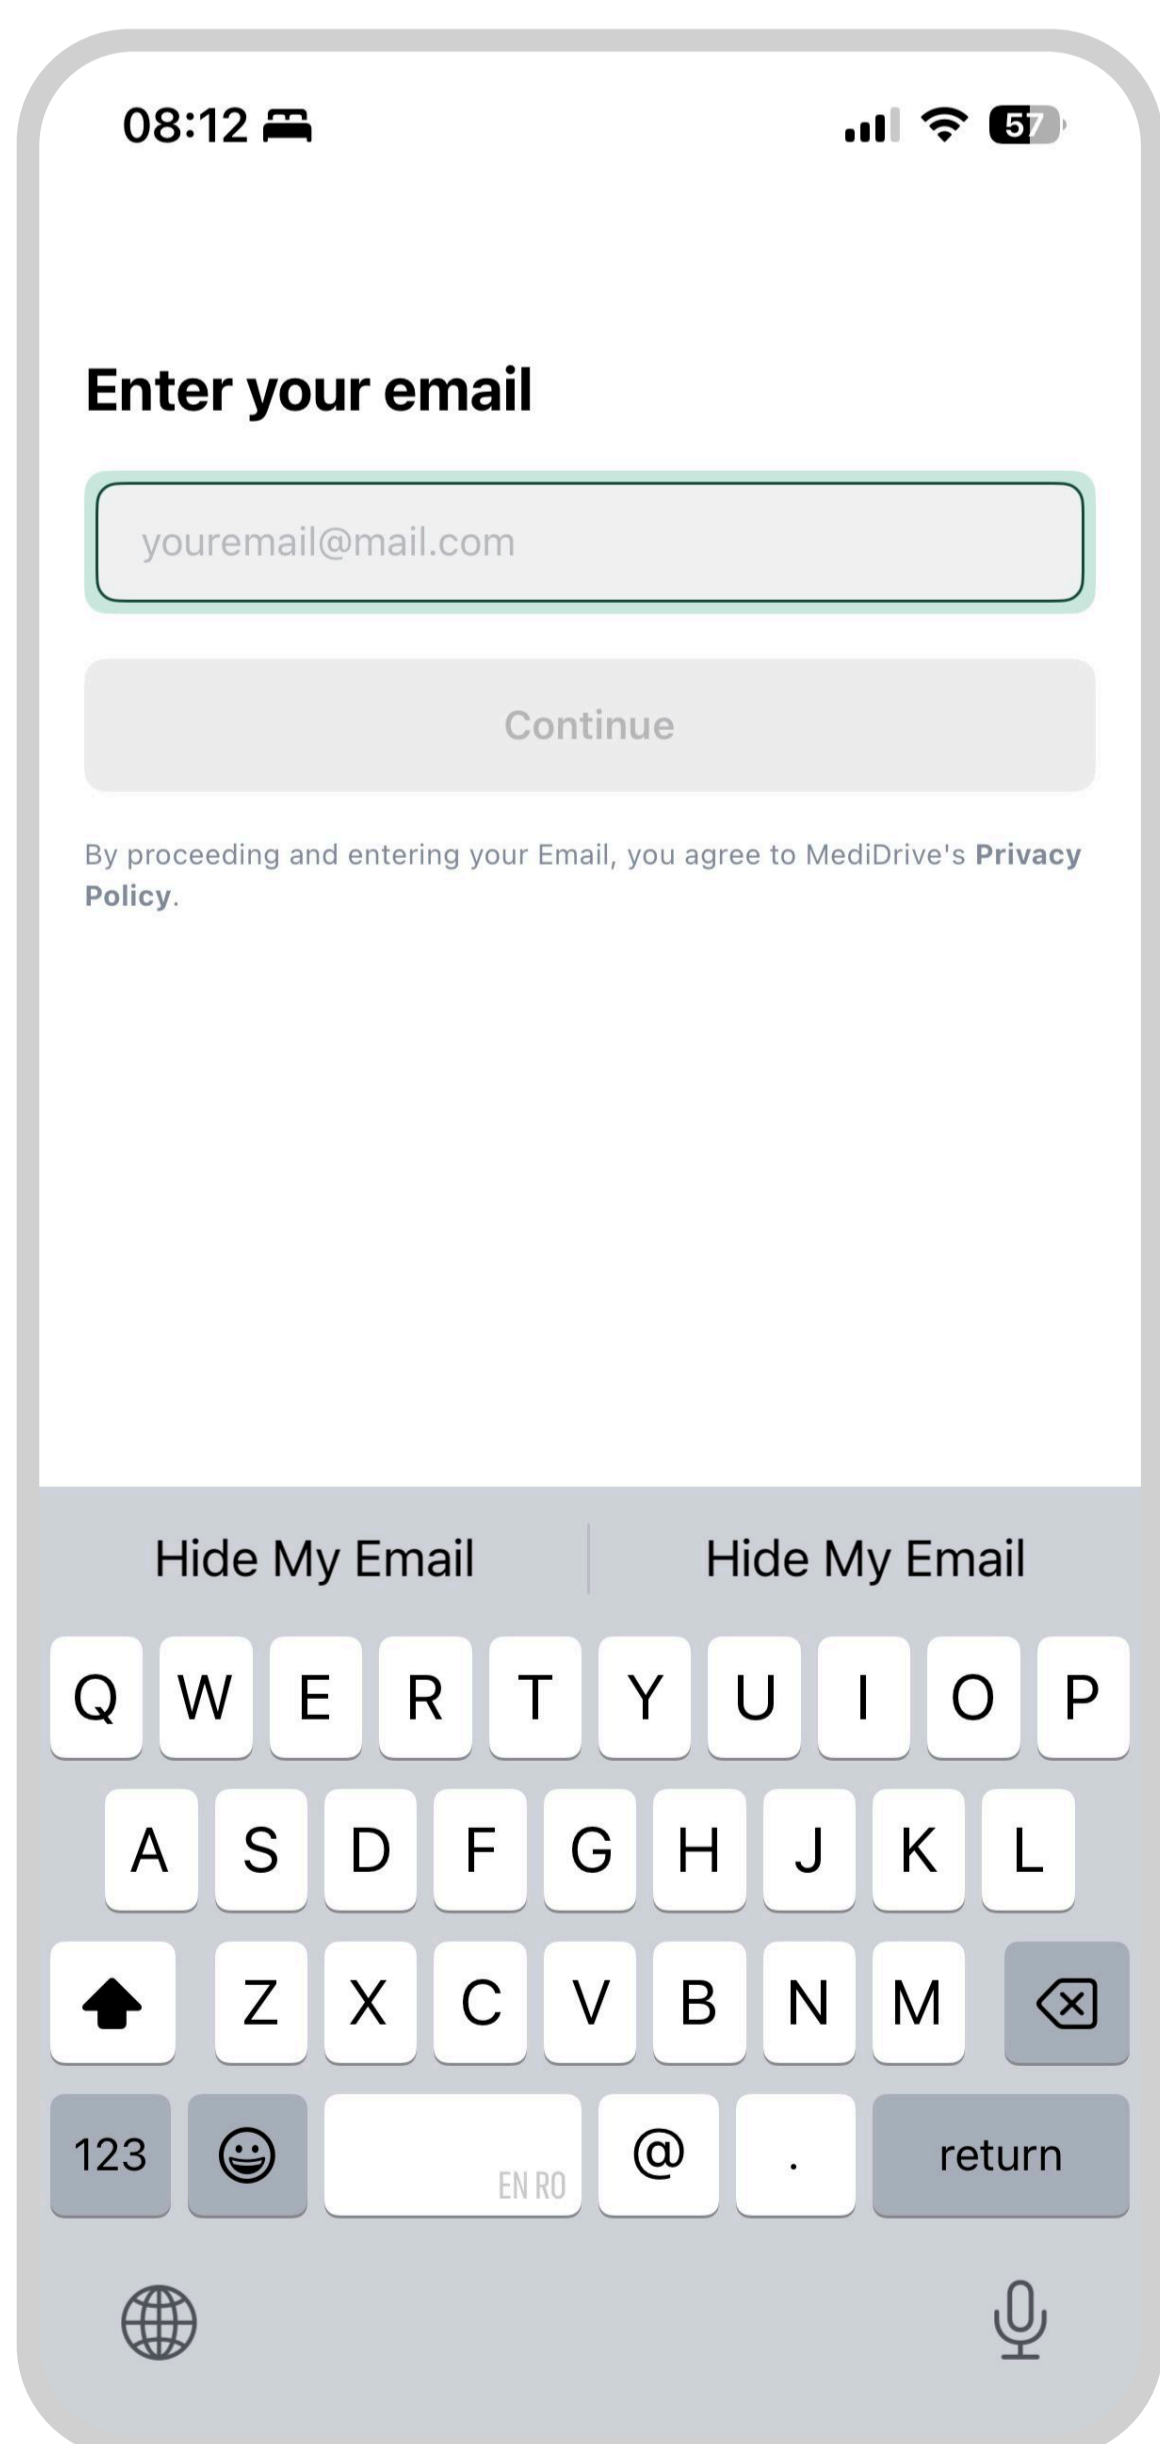 08:12
57
Enter your email
youremail@mail.com
Continue
By proceeding and entering your Email, you agree to MediDrive's Privacy
Policy.
Hide My Email Hide My Email
Q W E R T Y U I O P
A S D F G H J K L
Z X C V B N M
123 EN RO @ . return